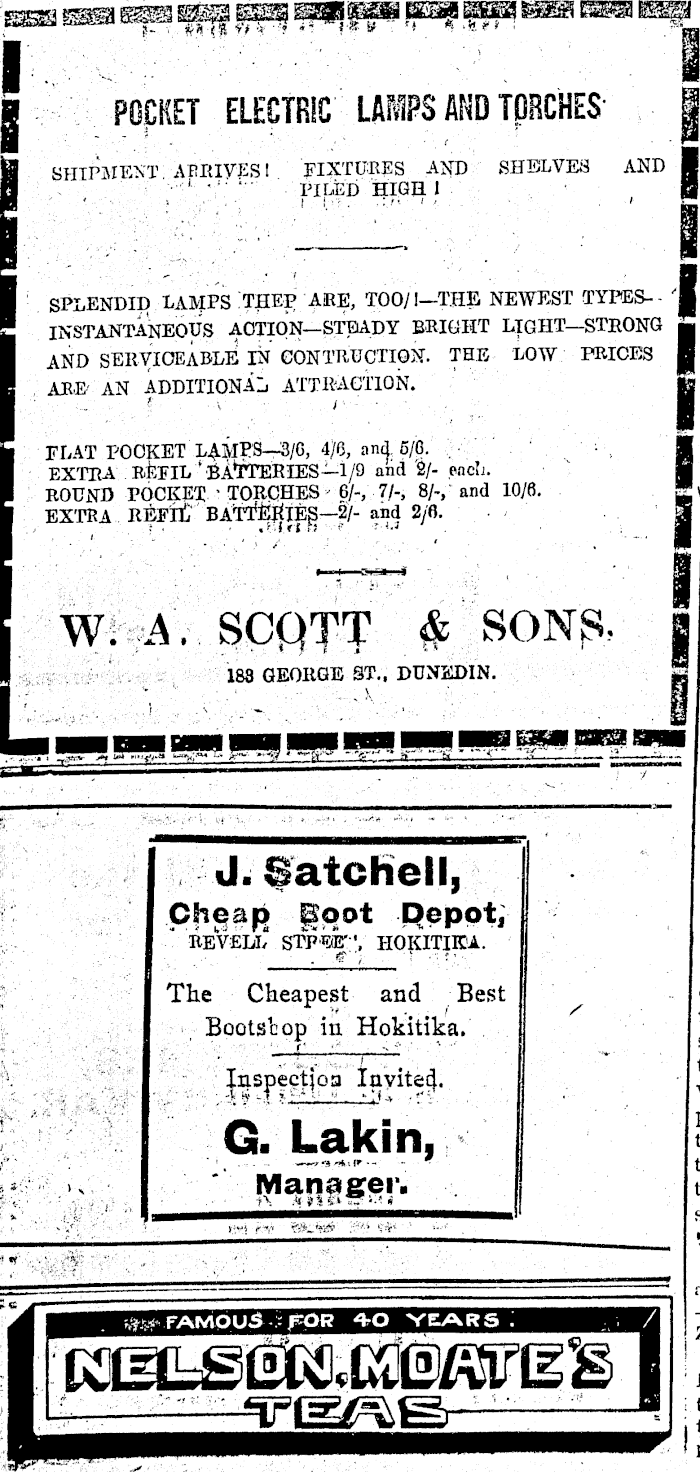 POCKET ELECTRIC LAMPS AND TORCHES
SHIPMENT ARRIVES! FIXTURES AND SHELVES AND
PILED HIGH!
SPLENDID LAMPS THEP ARE, TOO/!—THE NEWEST TYPES—
INSTANTANEOUS ACTION—STEADY BRIGHT LIGHT—STRONG
AND SERVICEABLE IN CONTRUCTION. THE LOW PRICES
ARE AN ADDITIONAL ATTRACTION.
FLAT POCKET LAMPS—3/6, 4/6, and 5/6.
EXTRA REFIL BATTERIES—1/9 and 2/- each.
ROUND POCKET TORCHES 6/-, 7/-, 8/-, and 10/6.
EXTRA REFIL BATTERIES—2/- and 2/6.
W. A. SCOTT & SONS.
183 GEORGE ST., DUNEDIN.
J. Satchell,
Cheap Boot Depot,
REVELL STREET, HOKITIKA.
The Cheapest and Best
Bootshop in Hokitika.
Inspection Invited.
G. Lakin,
Manager.
FAMOUS FOR 40 YEARS.
NELSON, MOATE'S
TEAS